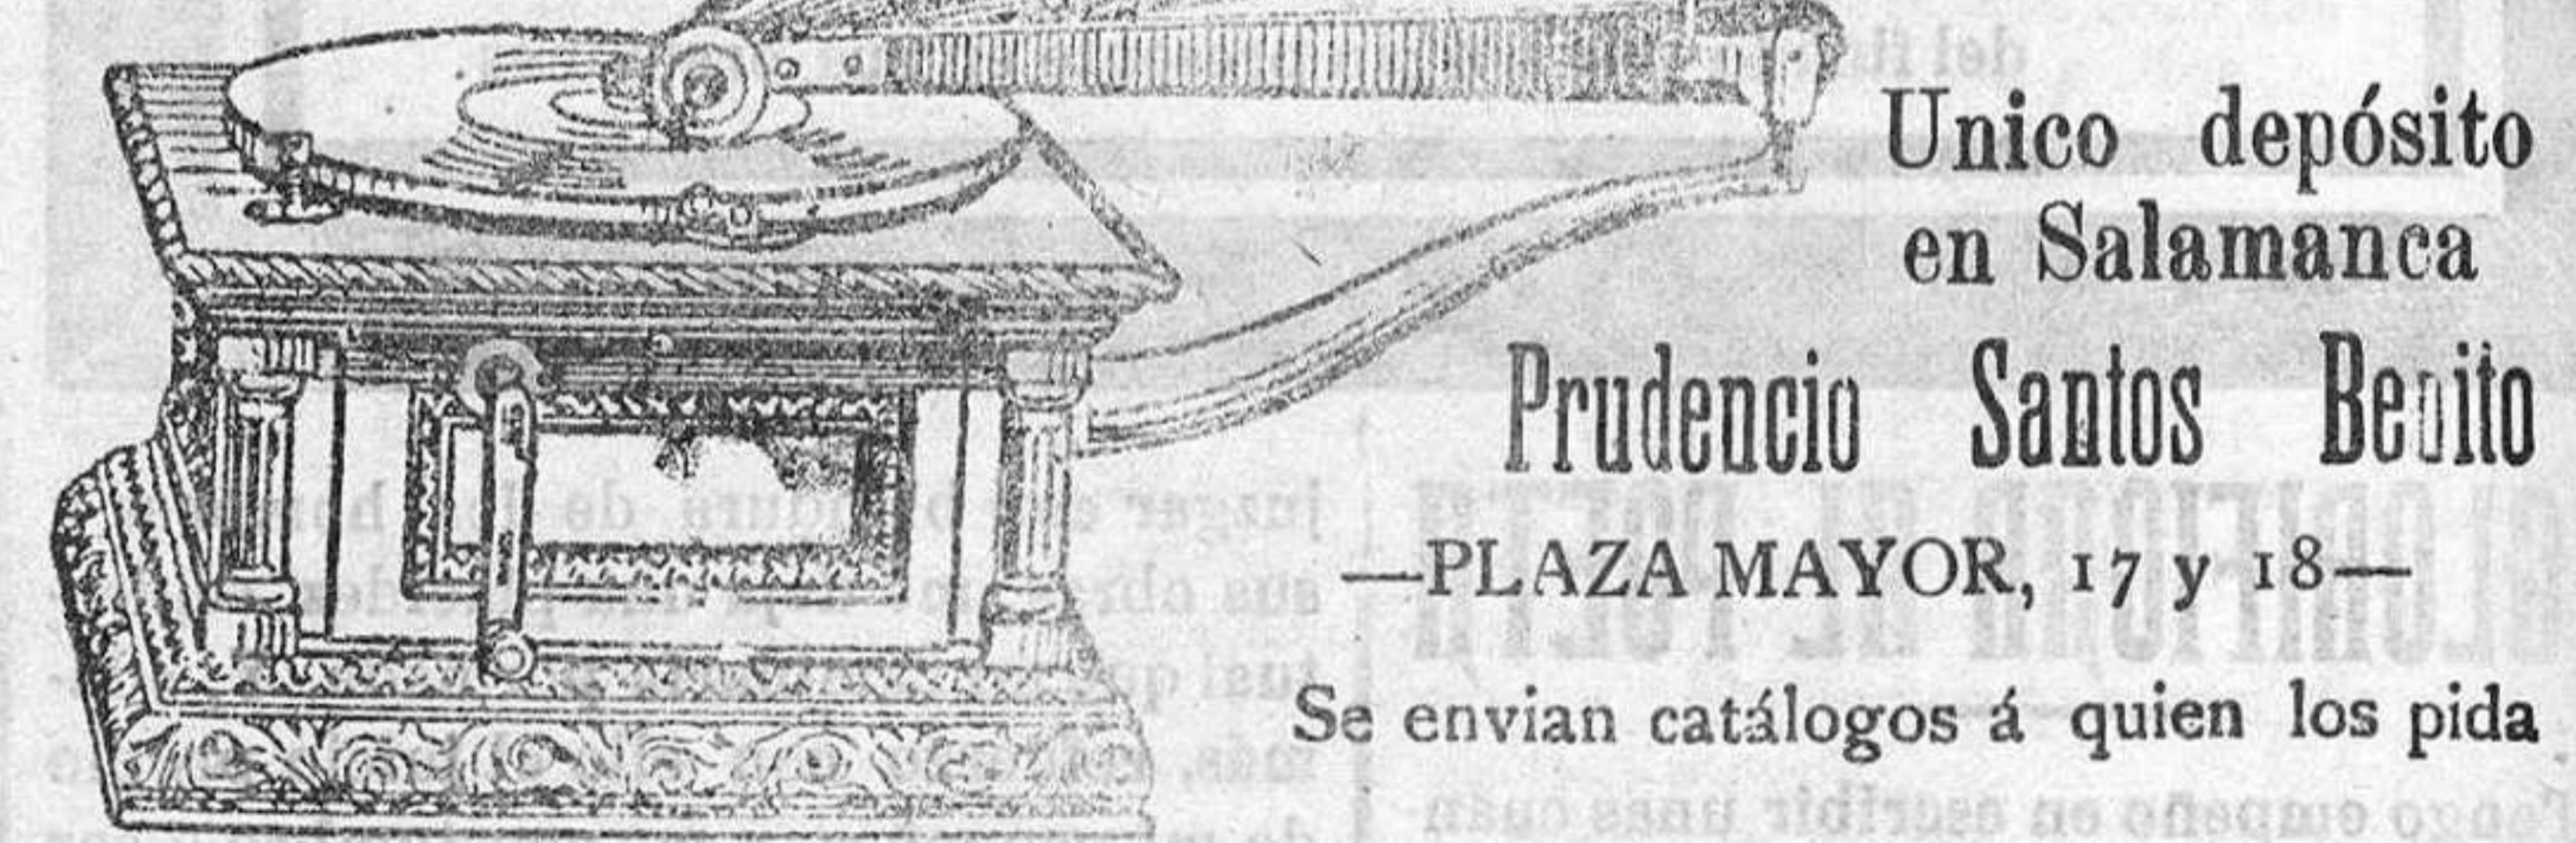 Unico depósito
en Salamanca
Prudencio Santos Benito
—PLAZA MAYOR, 17 y 18—
Se envian catálogos á quien los pida